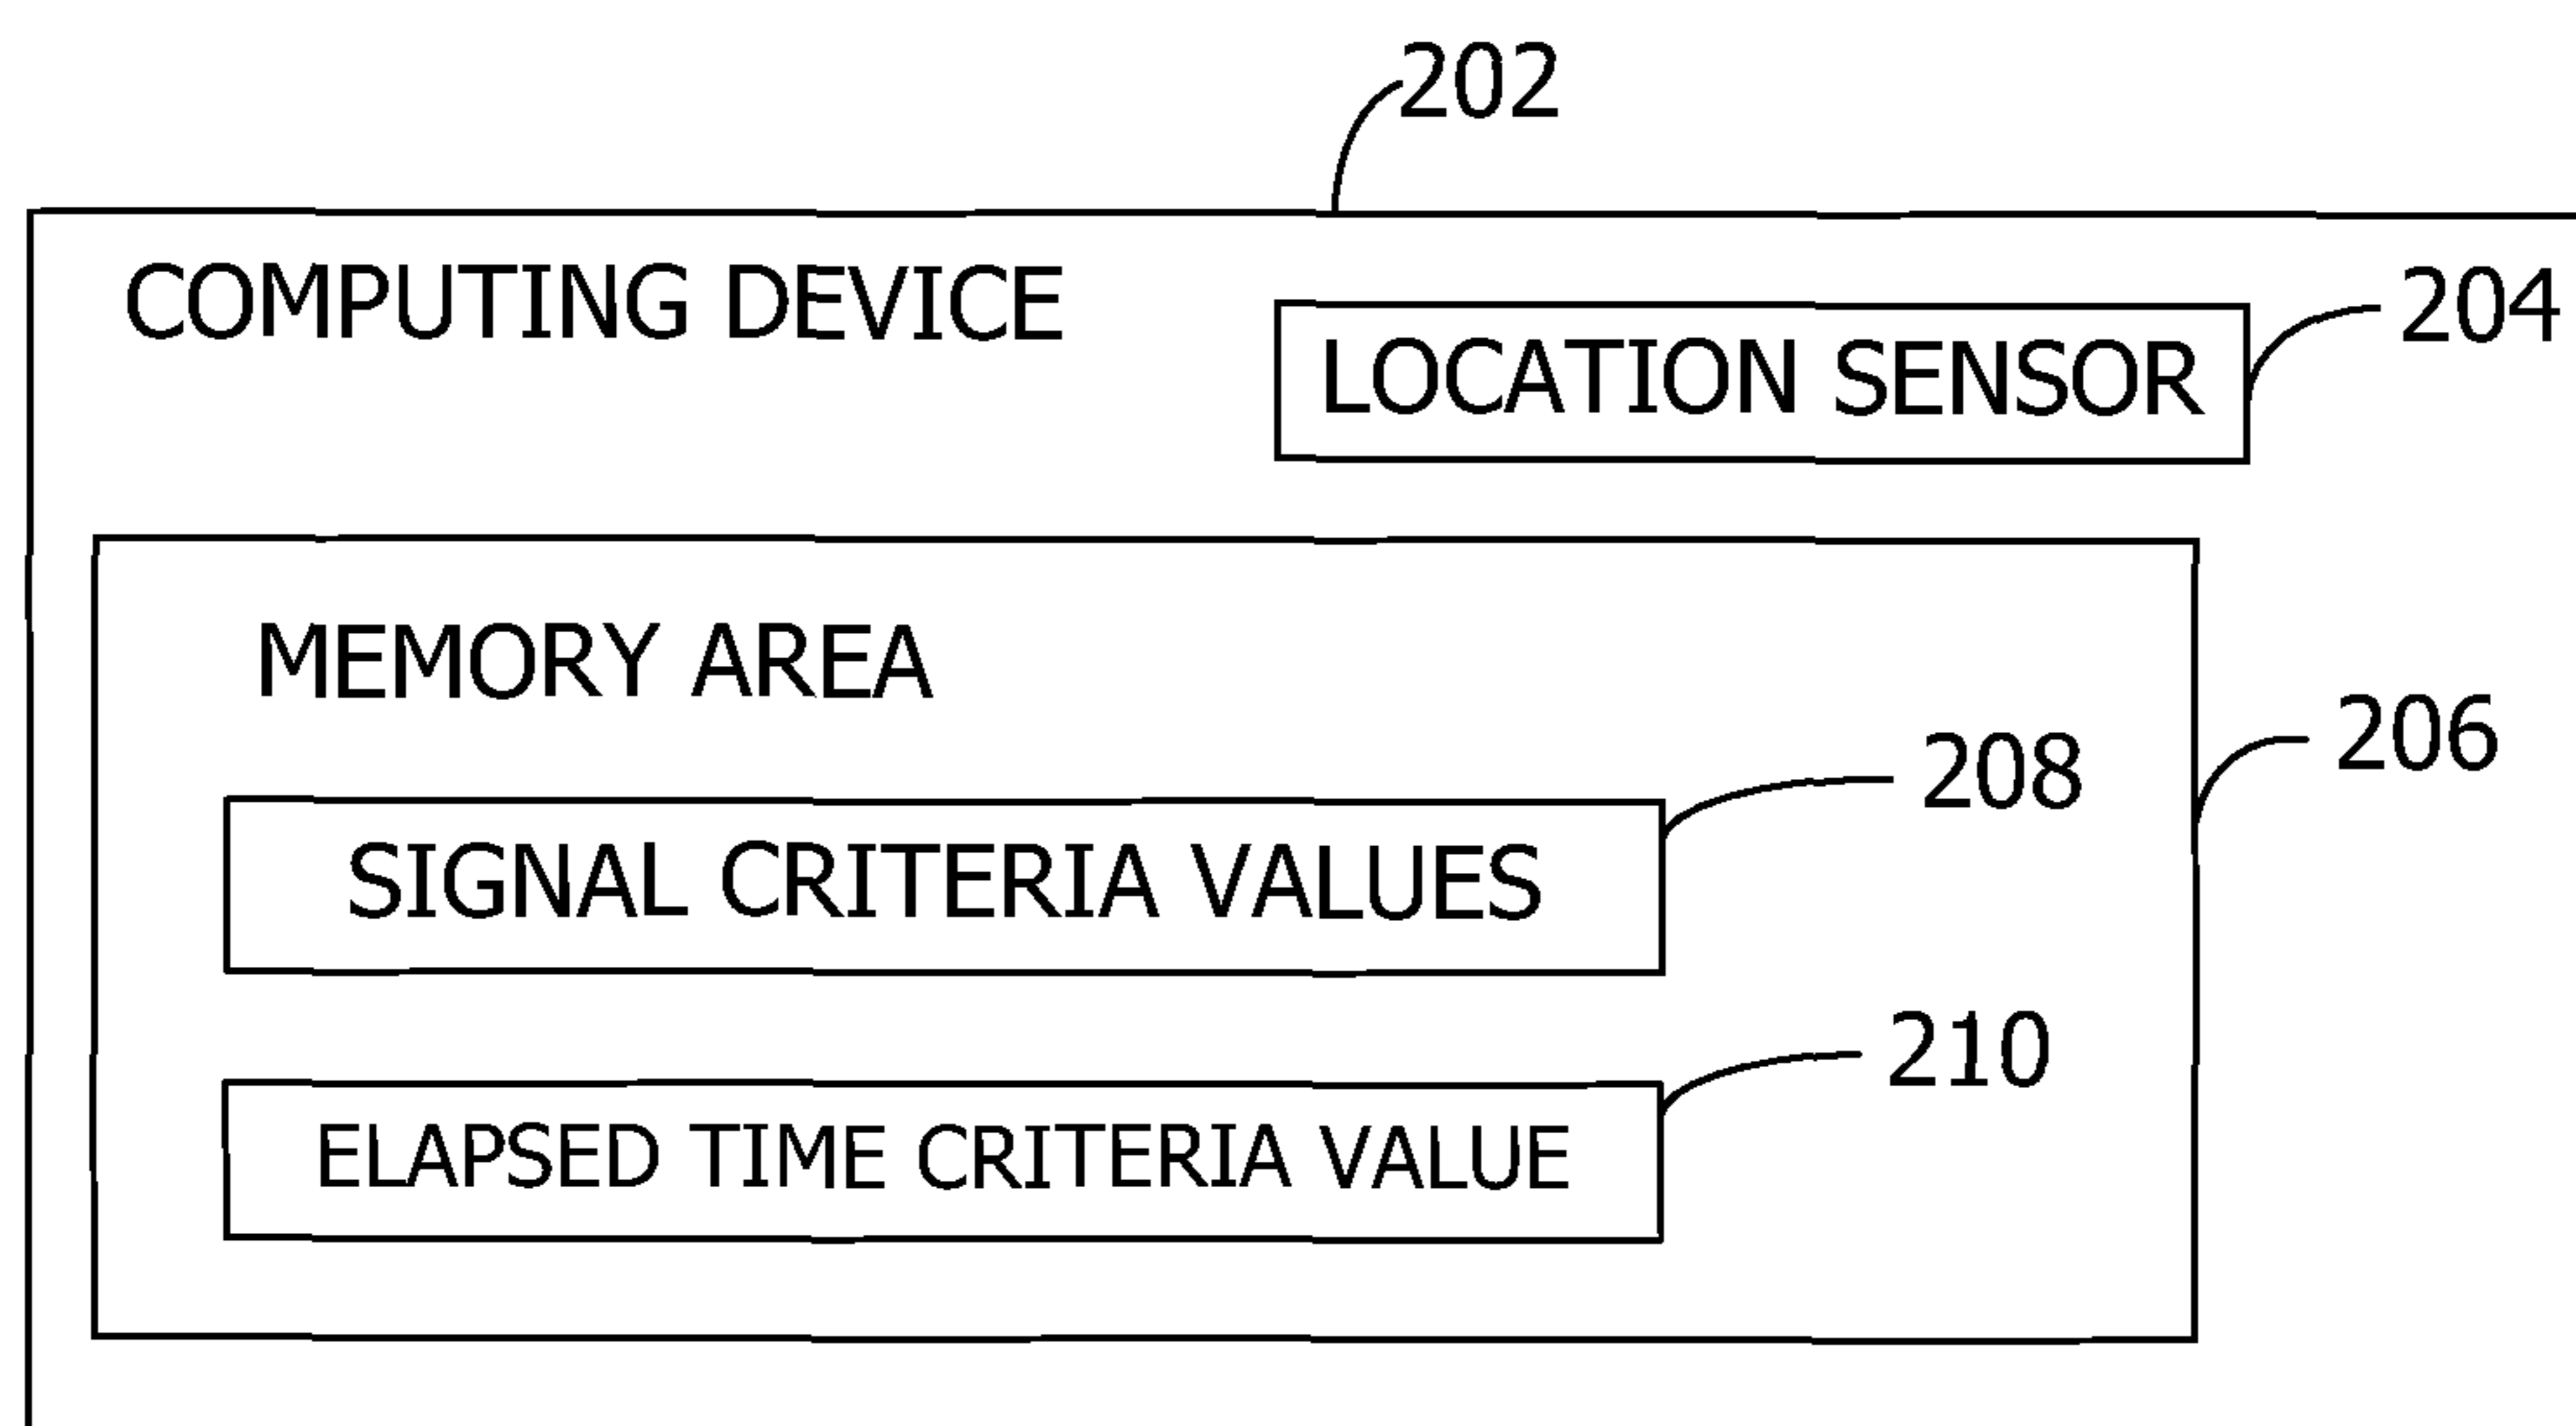 202
COMPUTING DEVICE
204
LOCATION SENSOR
MEMORY AREA
206
208
SIGNAL CRITERIA VALUES
210
ELAPSED TIME CRITERIA VALUE